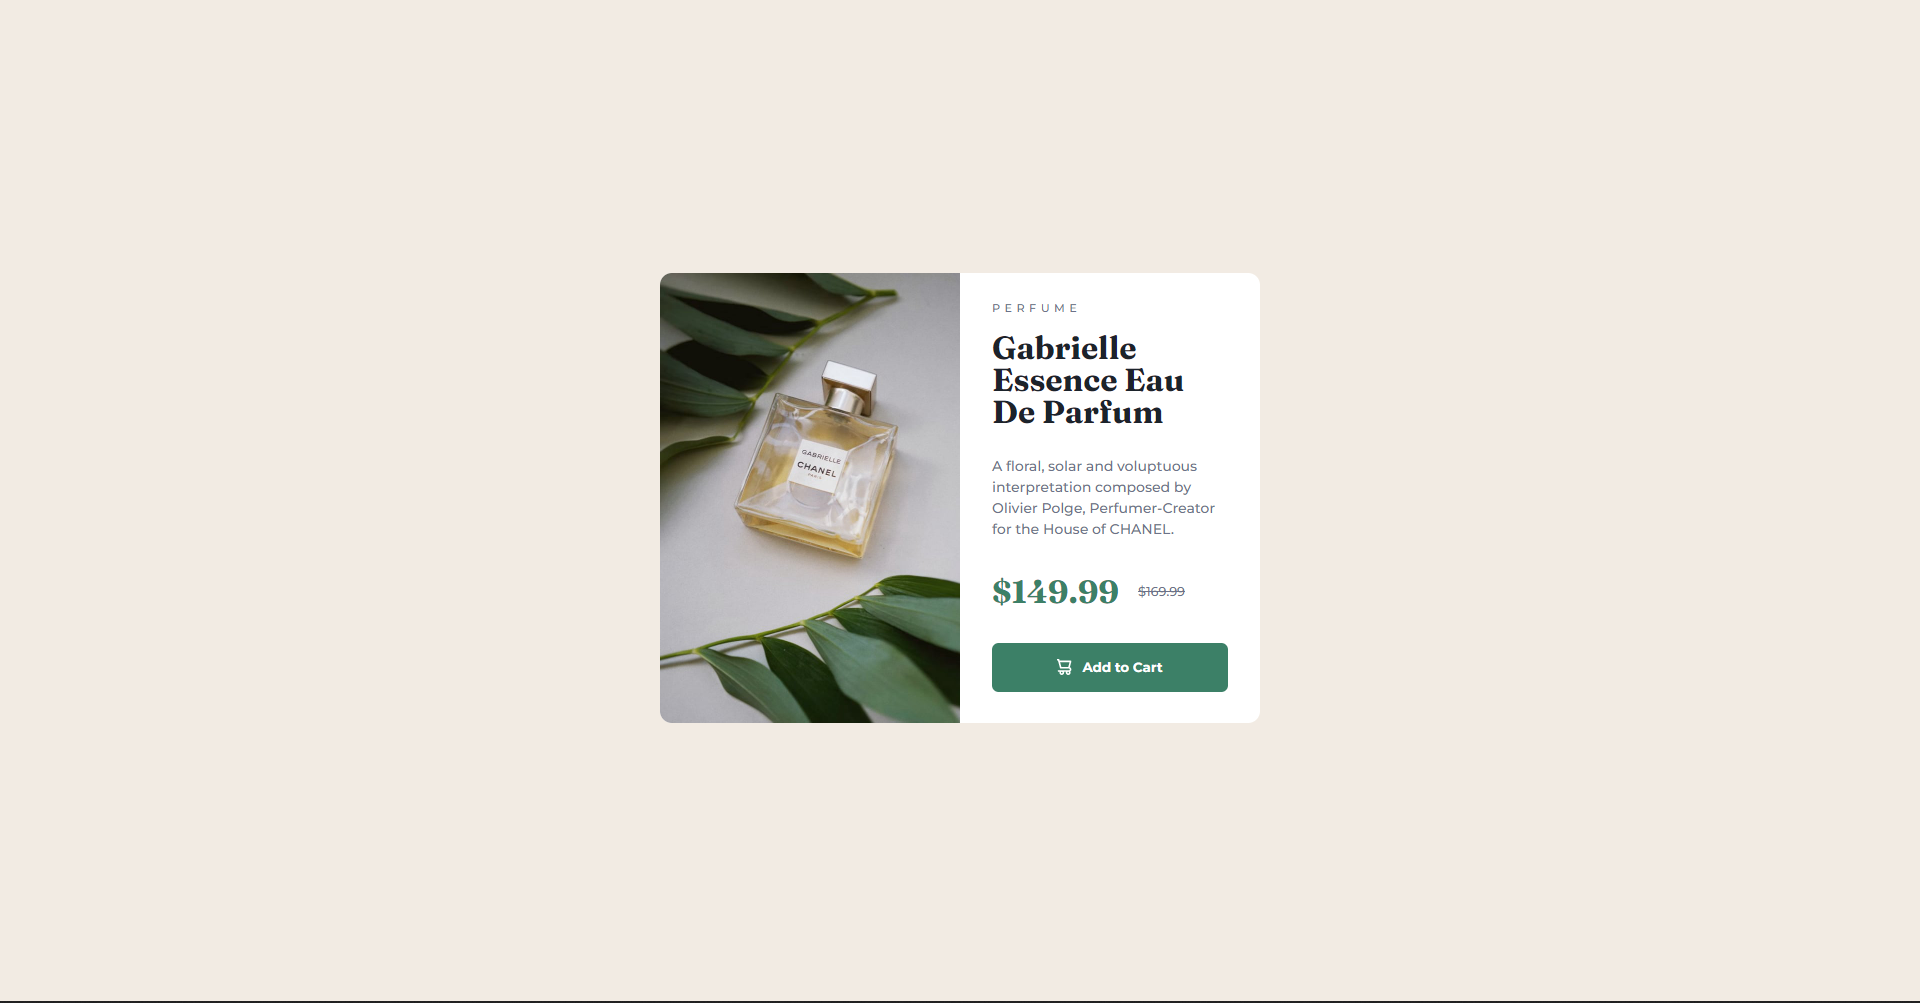 GABRIELLE
CHANEL
PARIS
PERFUME
Gabrielle
Essence Eau
De Parfum
A floral, solar and voluptuous
interpretation composed by
Olivier Polge, Perfumer-Creator
for the House of CHANEL.
$149.99 $169.99
Add to Cart